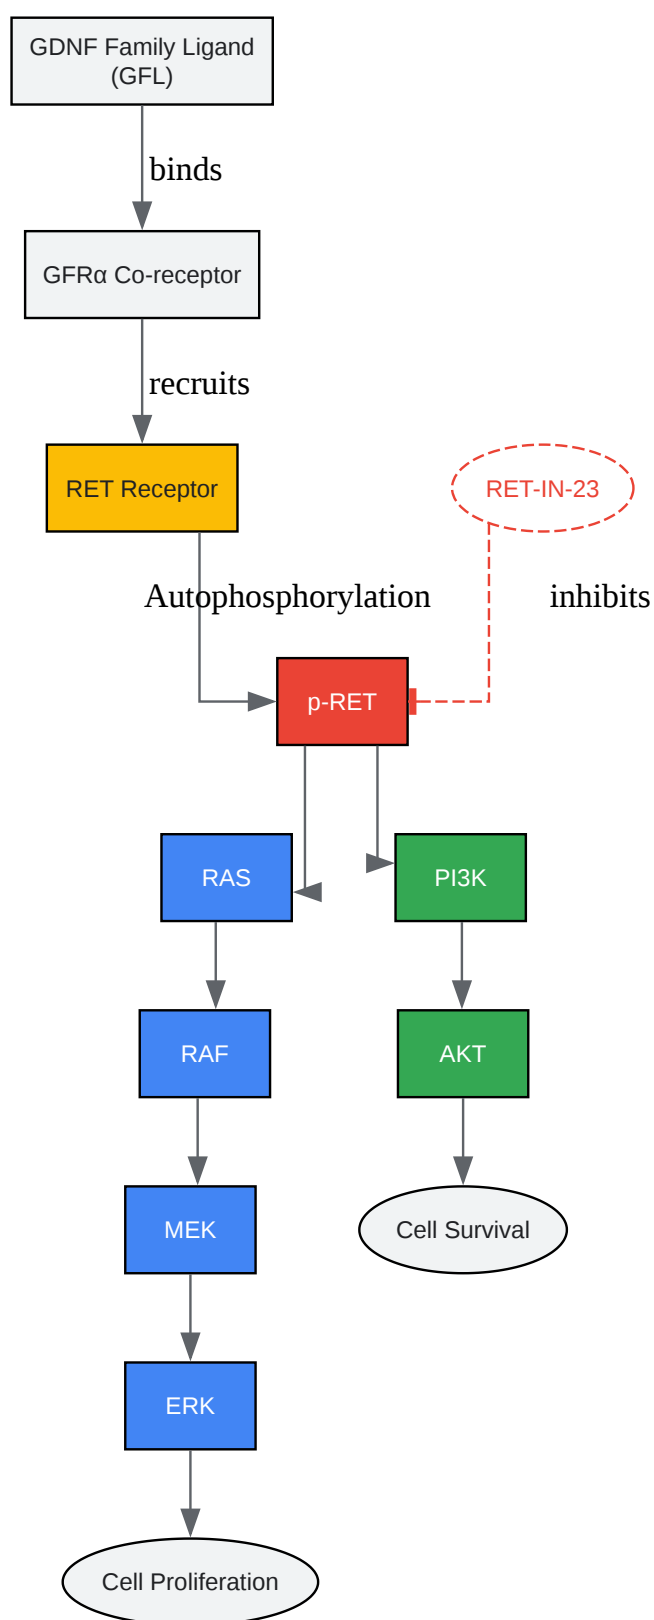 GDNF Family Ligand
(GFL)
binds
GFRα Co-receptor
recruits
RET Receptor
RET-IN-23
Autophosphorylation
inhibits
p-RET
RAS
PI3K
RAF
AKT
MEK
Cell Survival
ERK
Cell Proliferation